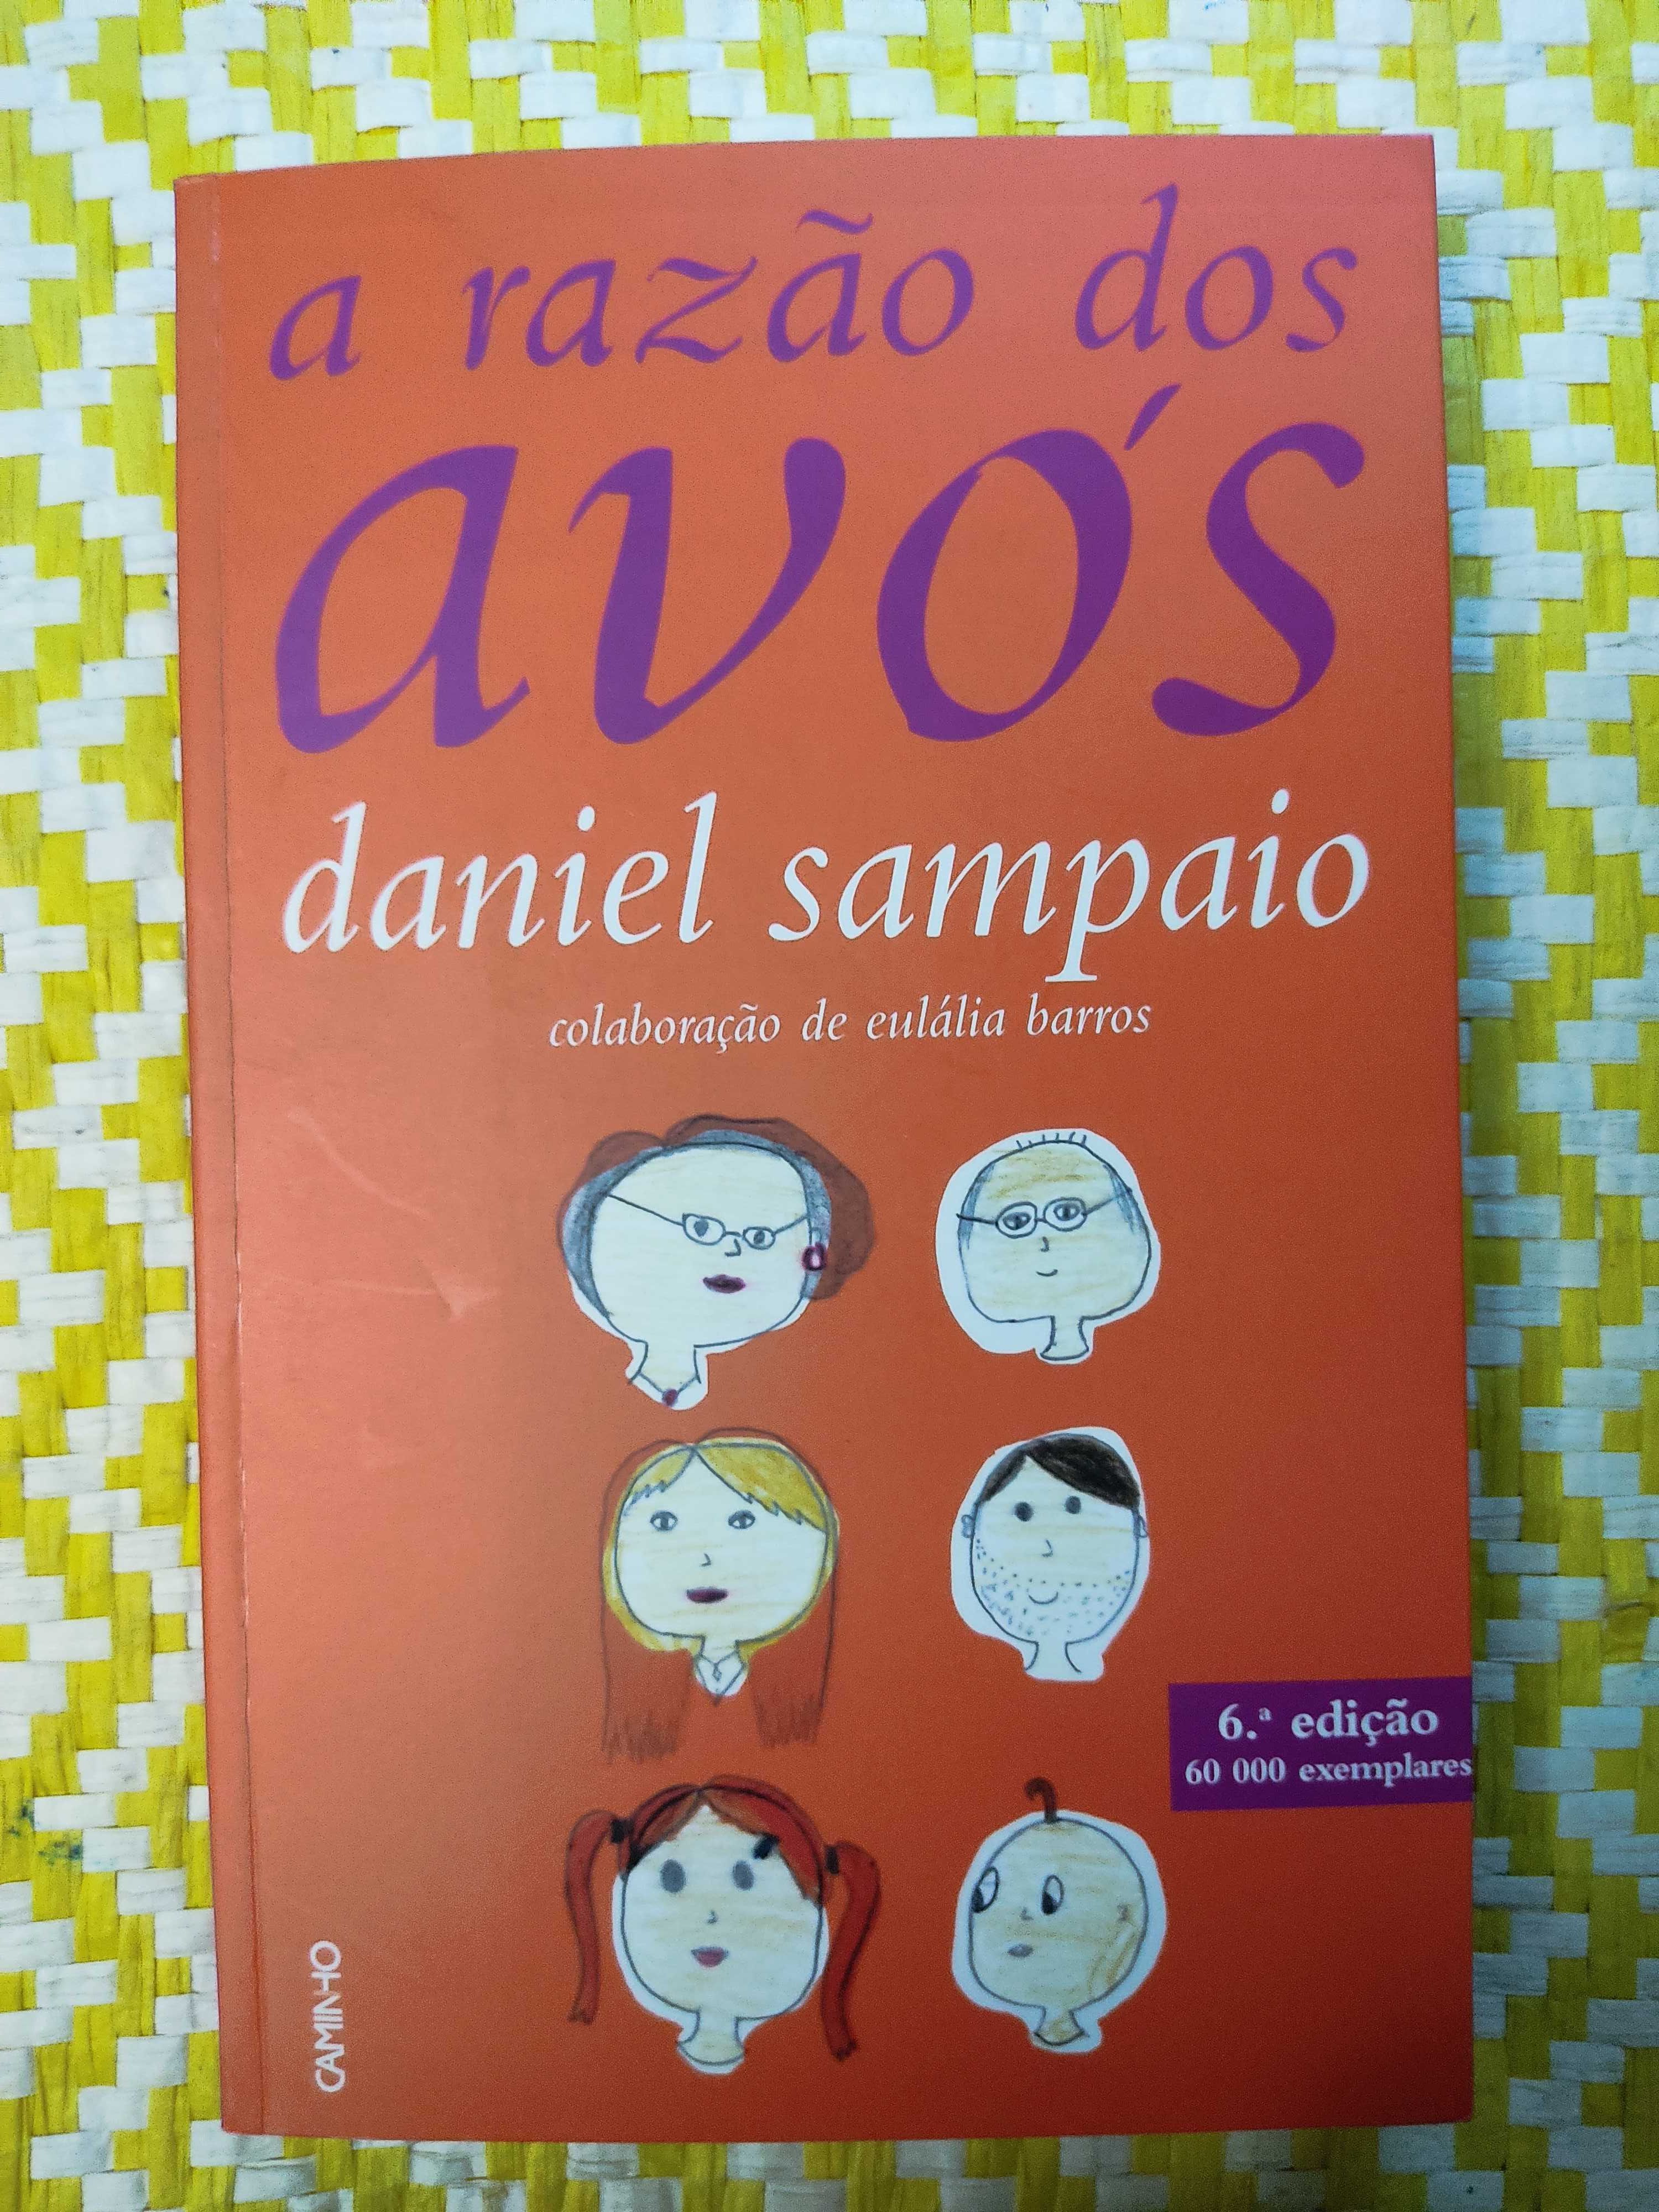 a razão dos
avós
daniel sampaio
colaboração de eulália barros
6.ª edição
60 000 exemplares
CAMINHO